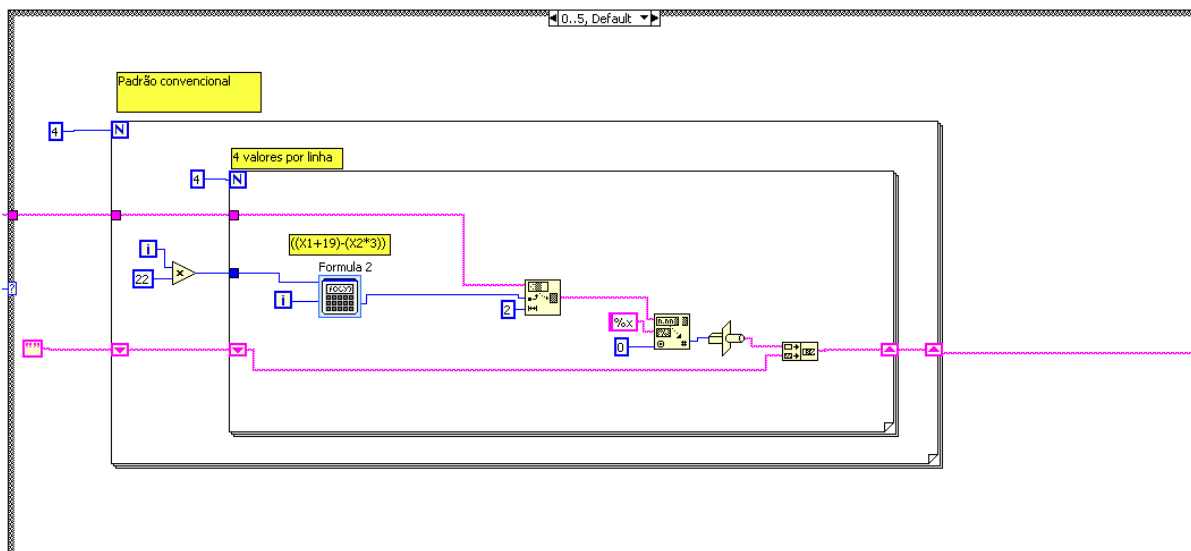 0..5, Default
Padrão convencional
4
N
4 valores por linha
4
N
i
22
x
((X1+19)-(X2*3))
Formula 2
i
2
%x
0
""
?